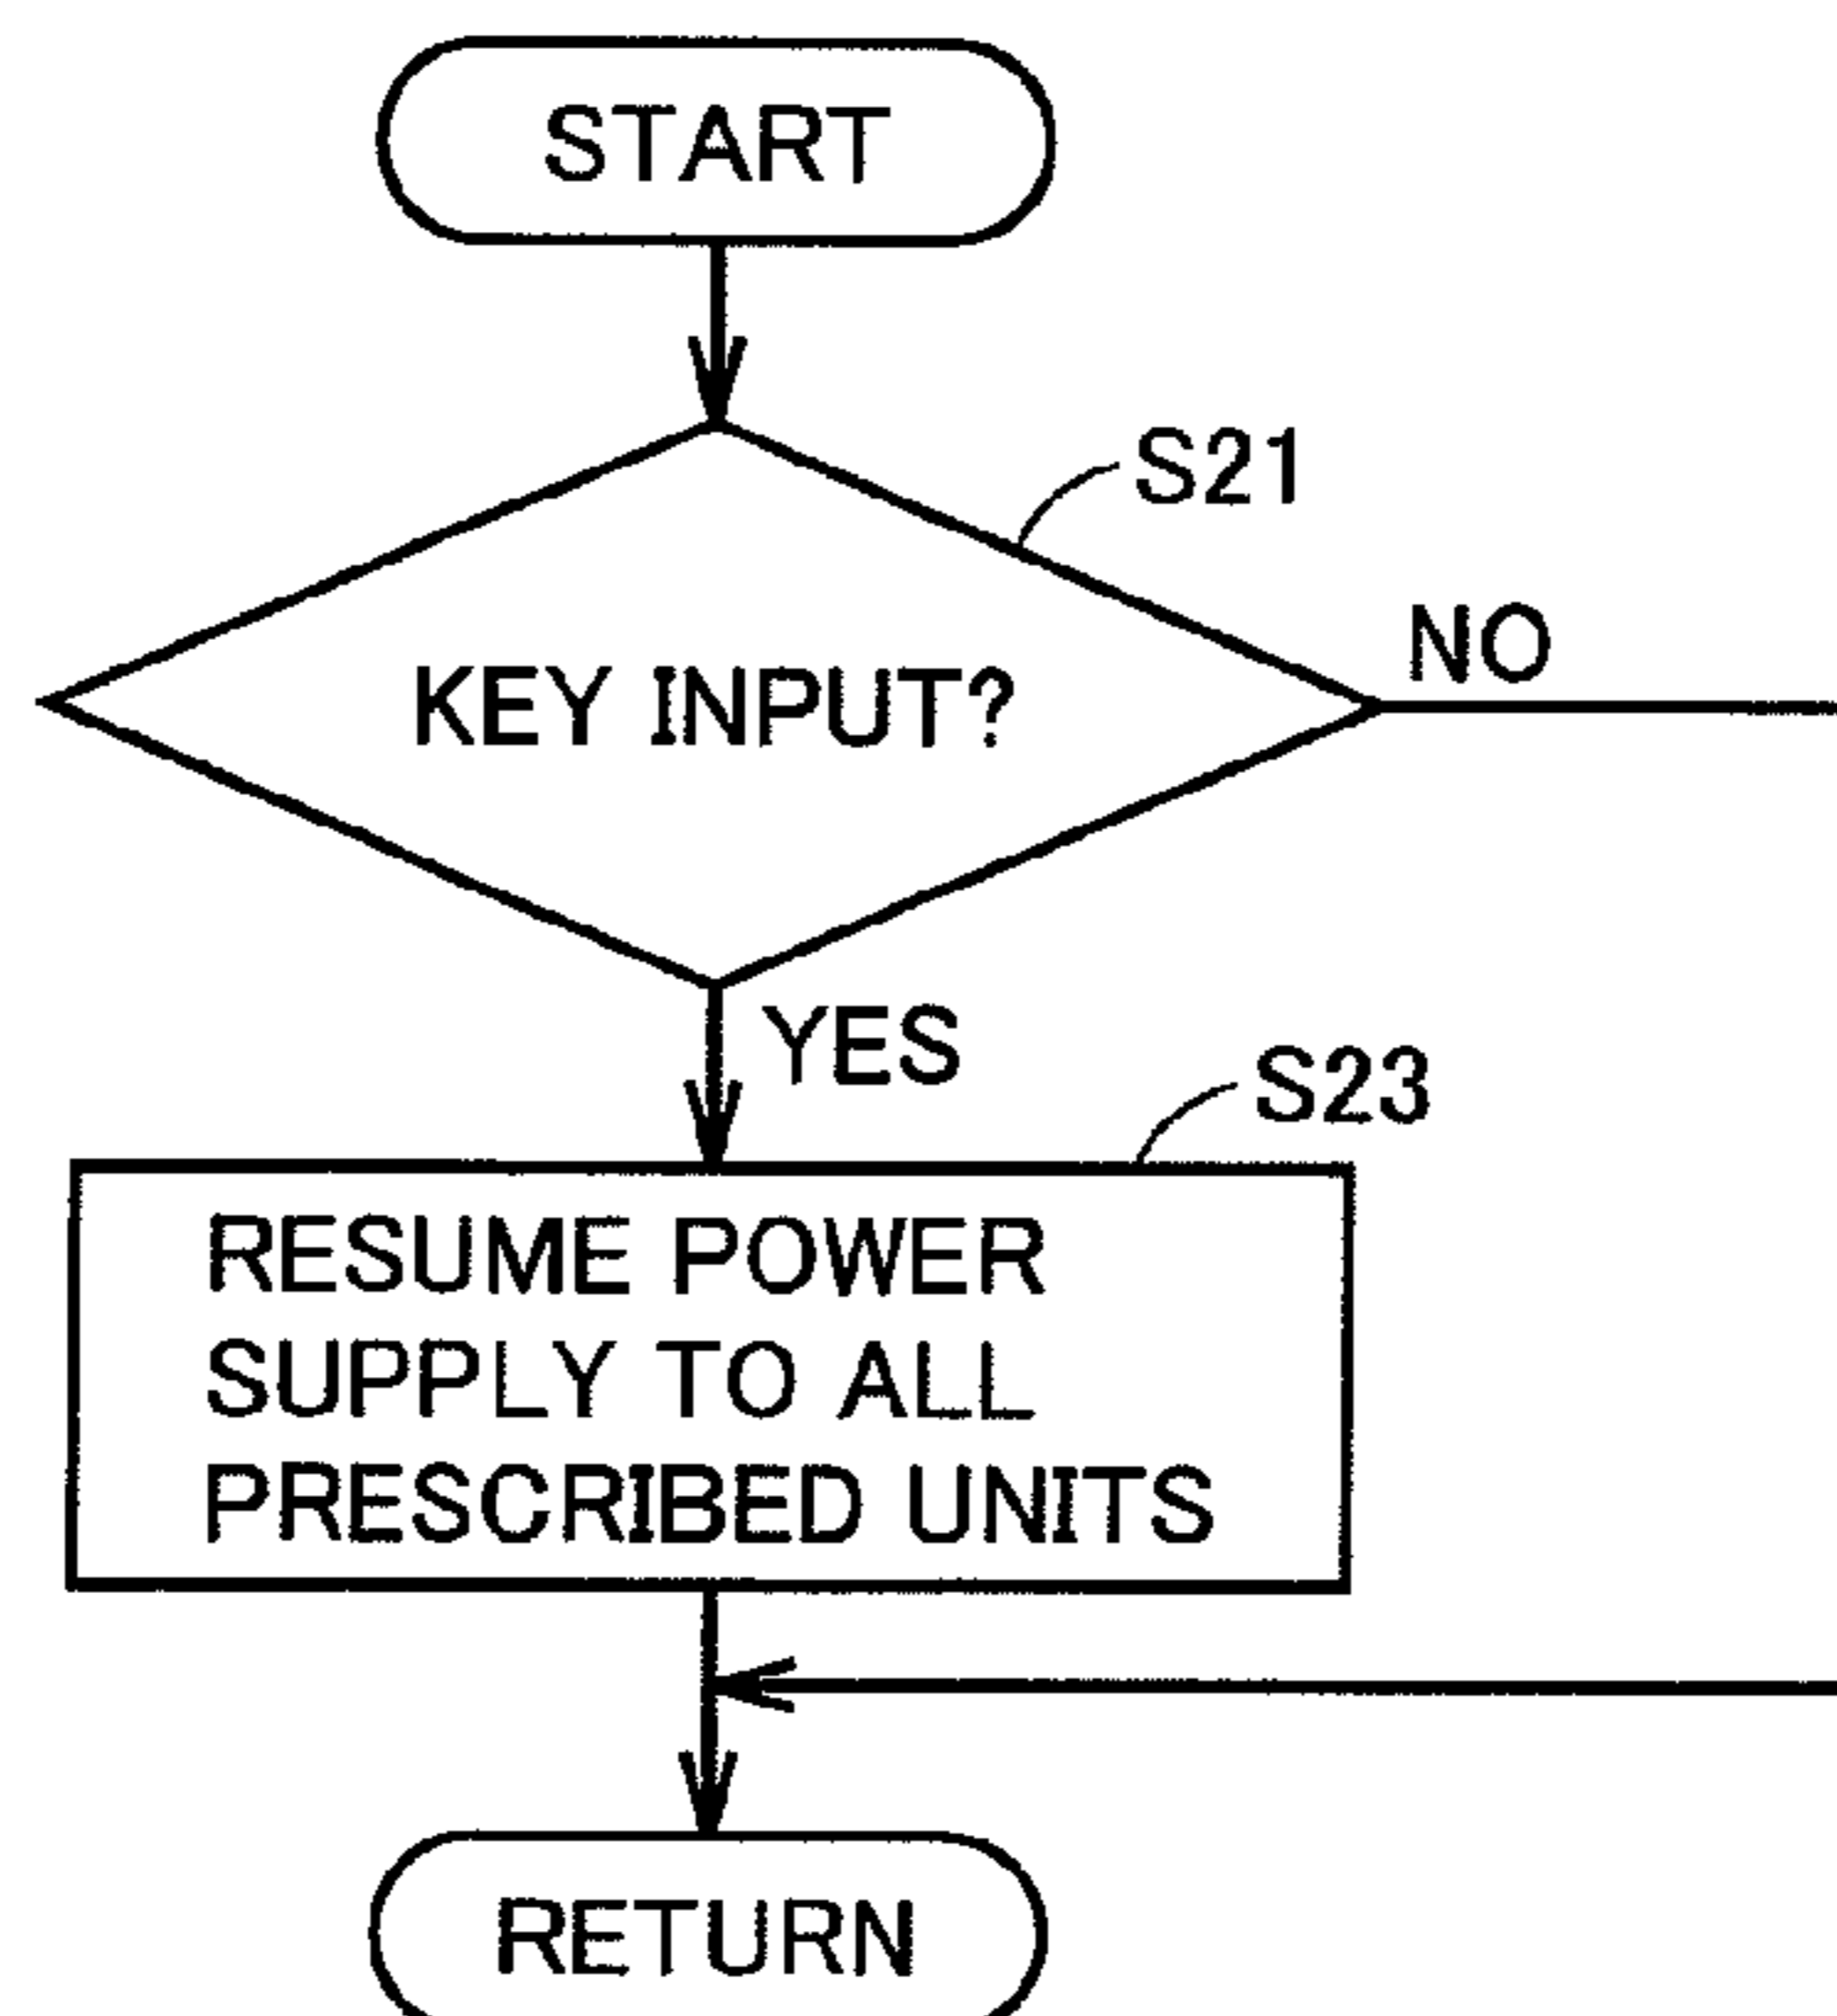 START
S21
NO
KEY INPUT?
YES
S23
RESUME POWER
SUPPLY TO ALL
PRESCRIBED UNITS
RETURN